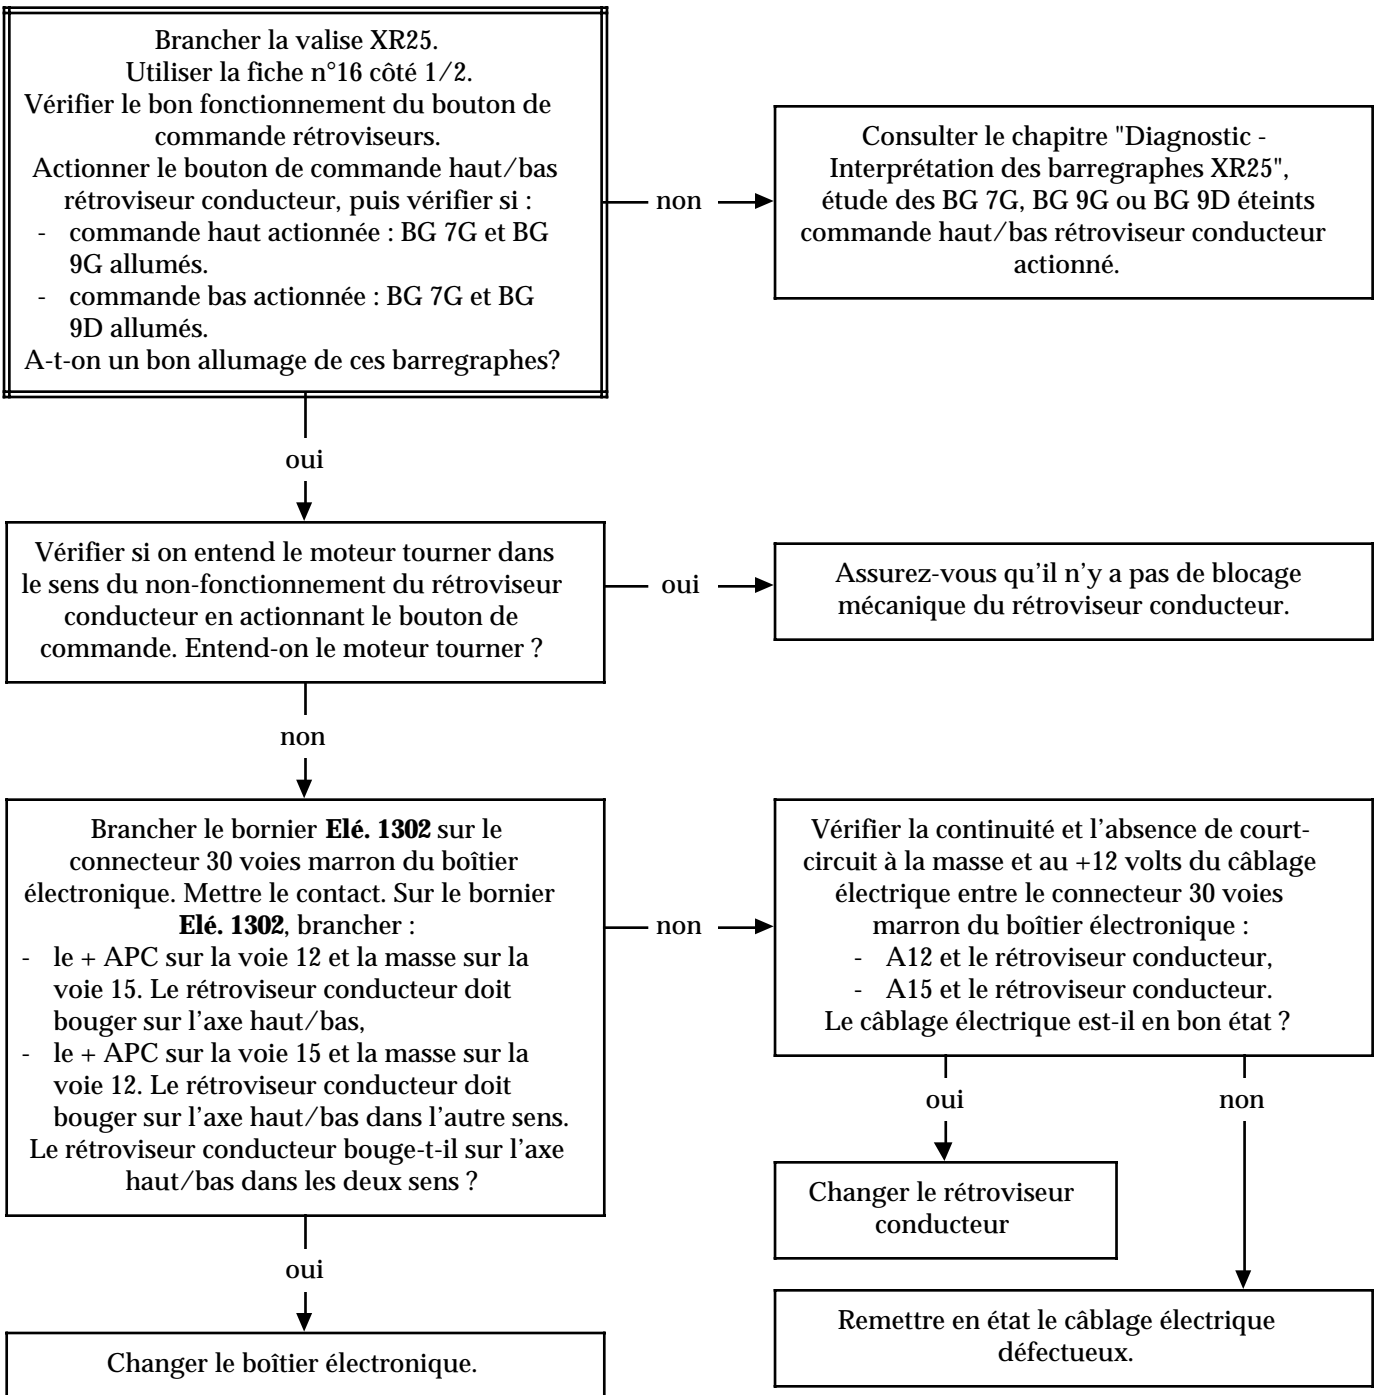 Brancher la valise XR25.
Utiliser la fiche n°16 côté 1/2.
Vérifier le bon fonctionnement du bouton de
commande rétroviseurs.
Actionner le bouton de commande haut/bas
rétroviseur conducteur, puis vérifier si :
- commande haut actionnée : BG 7G et BG
9G allumés.
- commande bas actionnée : BG 7G et BG
9D allumés.
A-t-on un bon allumage de ces barregraphes?
non
Consulter le chapitre "Diagnostic -
Interprétation des barregraphes XR25",
étude des BG 7G, BG 9G ou BG 9D éteints
commande haut/bas rétroviseur conducteur
actionné.
oui
Vérifier si on entend le moteur tourner dans
le sens du non-fonctionnement du rétroviseur
conducteur en actionnant le bouton de
commande. Entend-on le moteur tourner ?
oui
Assurez-vous qu'il n'y a pas de blocage
mécanique du rétroviseur conducteur.
non
Brancher le bornier Elé. 1302 sur le
connecteur 30 voies marron du boîtier
électronique. Mettre le contact. Sur le bornier
Elé. 1302, brancher :
- le + APC sur la voie 12 et la masse sur la
voie 15. Le rétroviseur conducteur doit
bouger sur l'axe haut/bas,
- le + APC sur la voie 15 et la masse sur la
voie 12. Le rétroviseur conducteur doit
bouger sur l'axe haut/bas dans l'autre sens.
Le rétroviseur conducteur bouge-t-il sur l'axe
haut/bas dans les deux sens ?
non
Vérifier la continuité et l'absence de court-
circuit à la masse et au +12 volts du câblage
électrique entre le connecteur 30 voies
marron du boîtier électronique :
- A12 et le rétroviseur conducteur,
- A15 et le rétroviseur conducteur.
Le câblage électrique est-il en bon état ?
oui
non
Changer le rétroviseur
conducteur
oui
Remettre en état le câblage électrique
défectueux.
Changer le boîtier électronique.